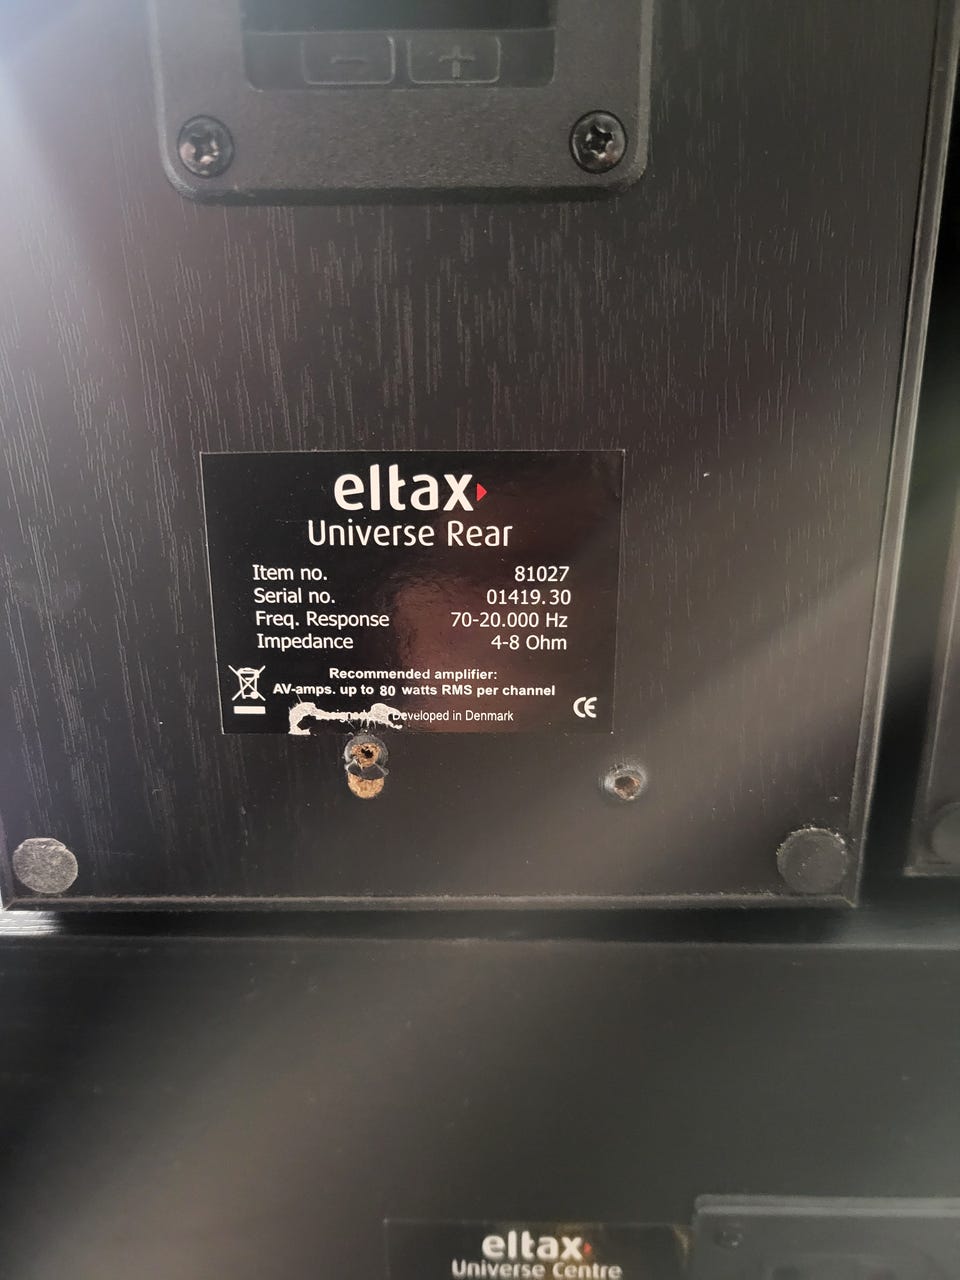 - +
eltax
Universe Rear
Item no. 81027
Serial no. 01419.30
Freq. Response 70-20.000 Hz
Impedance 4-8 Ohm
Recommended amplifier:
AV-amps. up to 80 watts RMS per channel
Designed Developed in Denmark
CE
eltax
Universe Centre